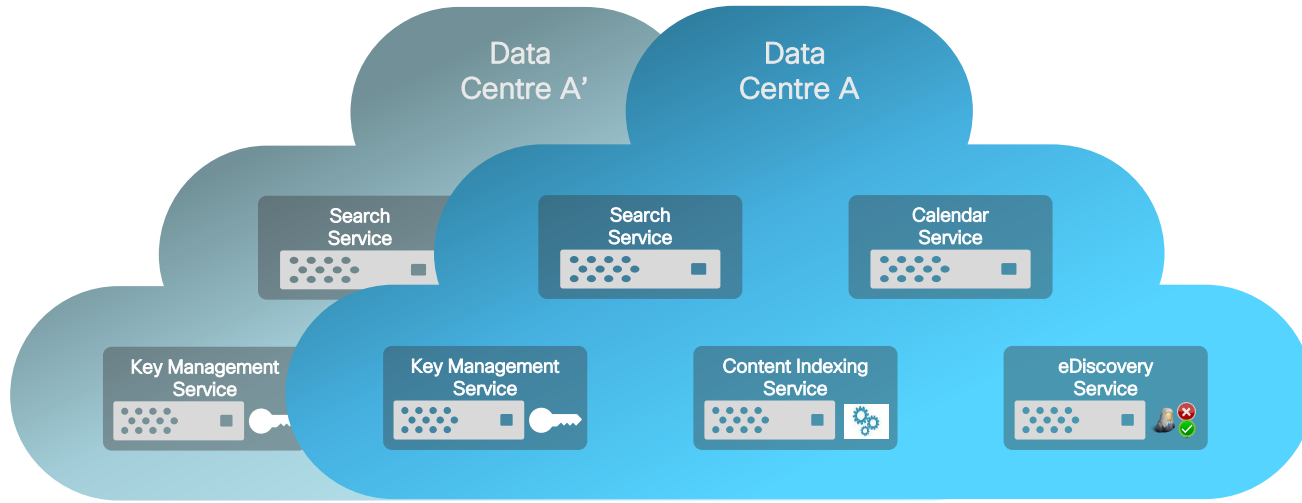 Data
Centre A’
Data
Centre A
Search
Service
Search
Service
Calendar
Service
Key Management
Service
Key Management
Service
Content Indexing
Service
eDiscovery
Service